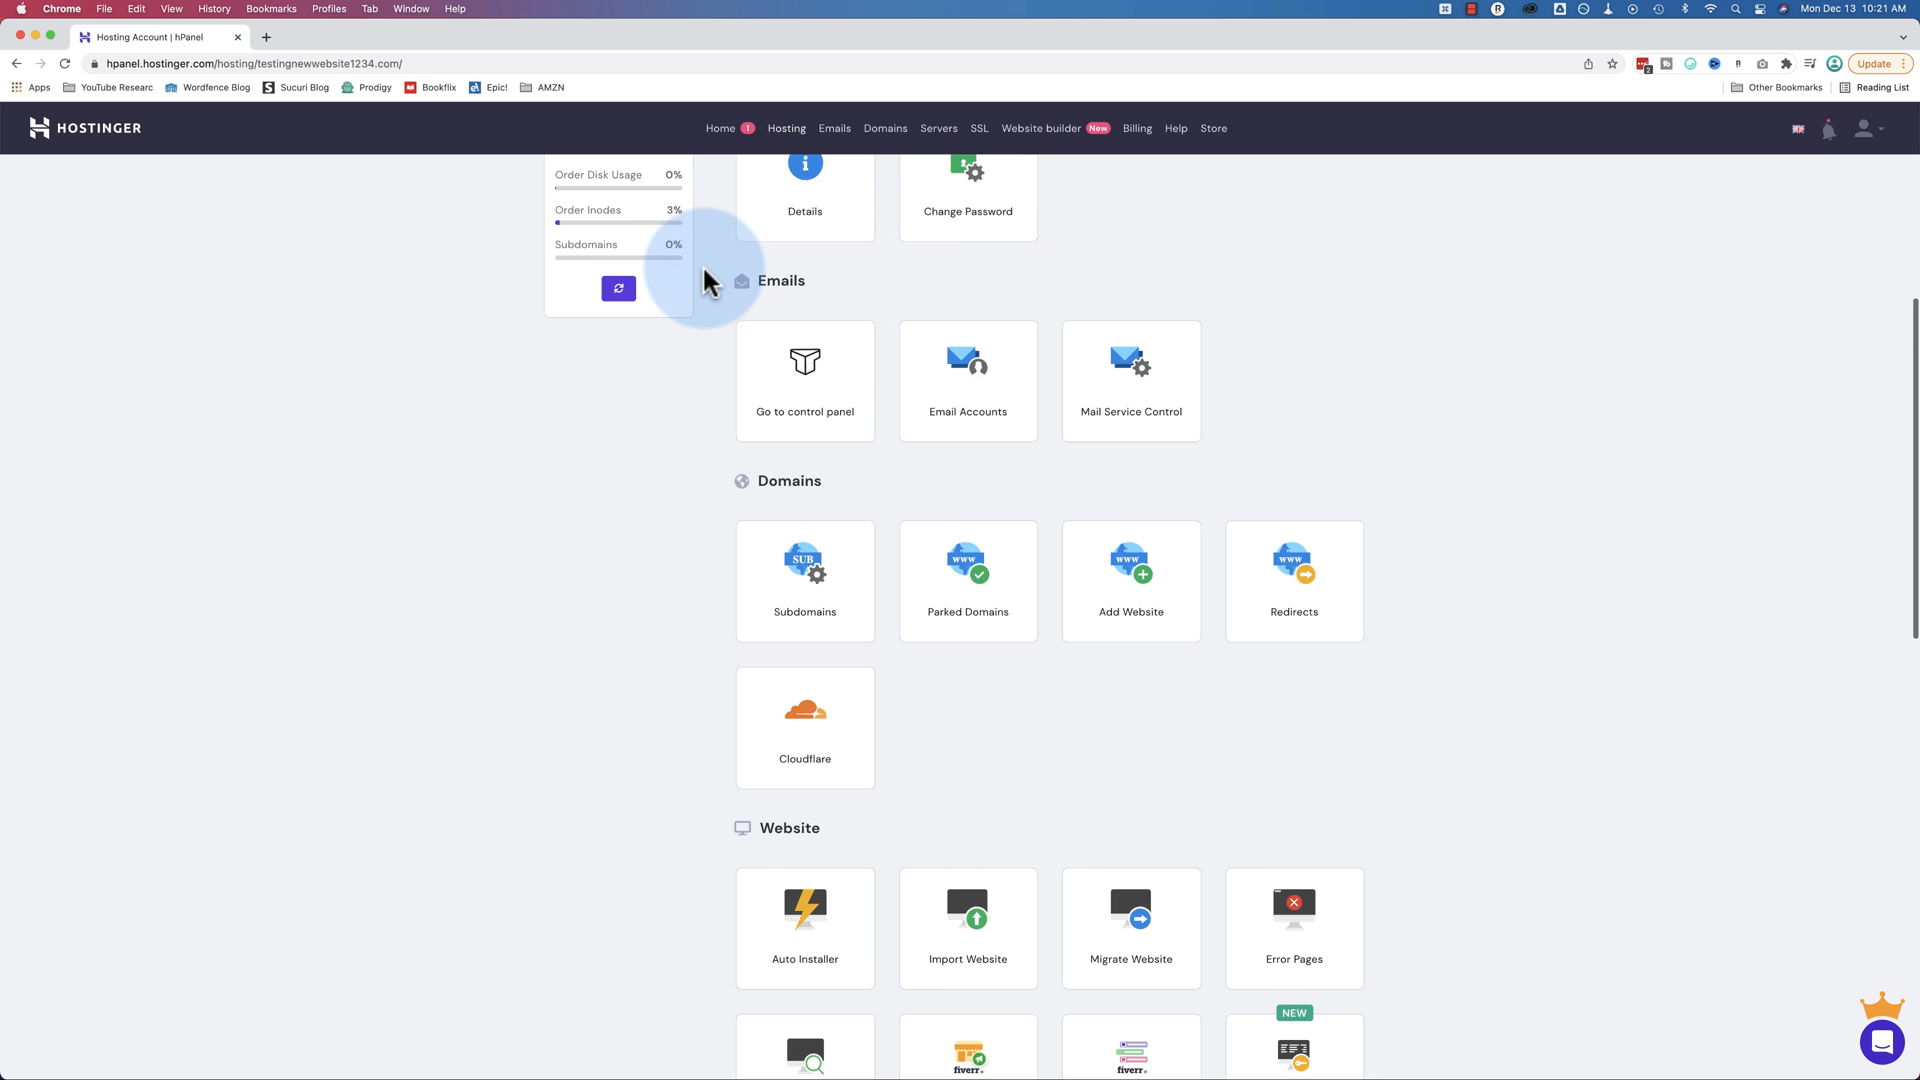 Chrome File Edit View History Bookmarks Profiles Tab Window Help
Mon Dec 13 10:21 AM
Hosting Account | hPanel
hpanel.hostinger.com/hosting/testingnewwebsite1234.com/
2
Update
Apps YouTube Researc Wordfence Blog Sucuri Blog Prodigy Bookflix Epic! AMZN
Other Bookmarks Reading List
HOSTINGER
Home 1 Hosting Emails Domains Servers SSL Website builder New Billing Help Store
Order Disk Usage 0%
Order Inodes 3%
Subdomains 0%
Details
Change Password
Emails
Go to control panel
Email Accounts
Mail Service Control
Domains
SUB
www
www
www
Subdomains
Parked Domains
Add Website
Redirects
Cloudflare
Website
Auto Installer
Import Website
Migrate Website
Error Pages
NEW
fiverr.
fiverr.